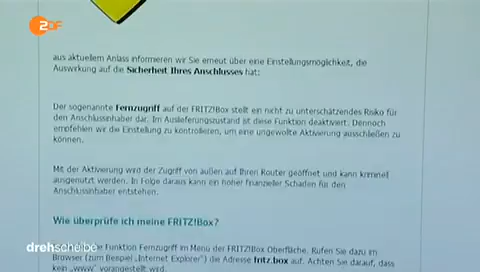 ZDF
aus aktuellem Anlass informieren wir Sie erneut über eine Einstellungsmöglichkeit, die
Auswirkung auf die Sicherheit Ihres Anschlusses hat:
Der sogenannte Fernzugriff auf der FRITZ!Box stellt ein nicht zu unterschätzendes Risiko für
den Anschlussinhaber dar. Im Auslieferungszustand ist diese Funktion deaktiviert. Dennoch
empfehlen wir die Einstellung zu kontrollieren, um eine ungewollte Aktivierung ausschließen zu
können.
Mit der Aktivierung wird der Zugriff von außen auf Ihren Router geöffnet und kann kriminell
ausgenutzt werden. In Folge daraus kann ein hoher finanzieller Schaden für den
Anschlussinhaber entstehen.
Wie überprüfe ich meine FRITZ!Box?
Funktion Fernzugriff im Menü der FRITZ!Box Oberfläche. Rufen Sie dazu im
drehscheibe
Browser (zum Beispiel „Internet Explorer") die Adresse fritz.box auf. Achten Sie darauf, dass
kein „www" vorangestellt wird.